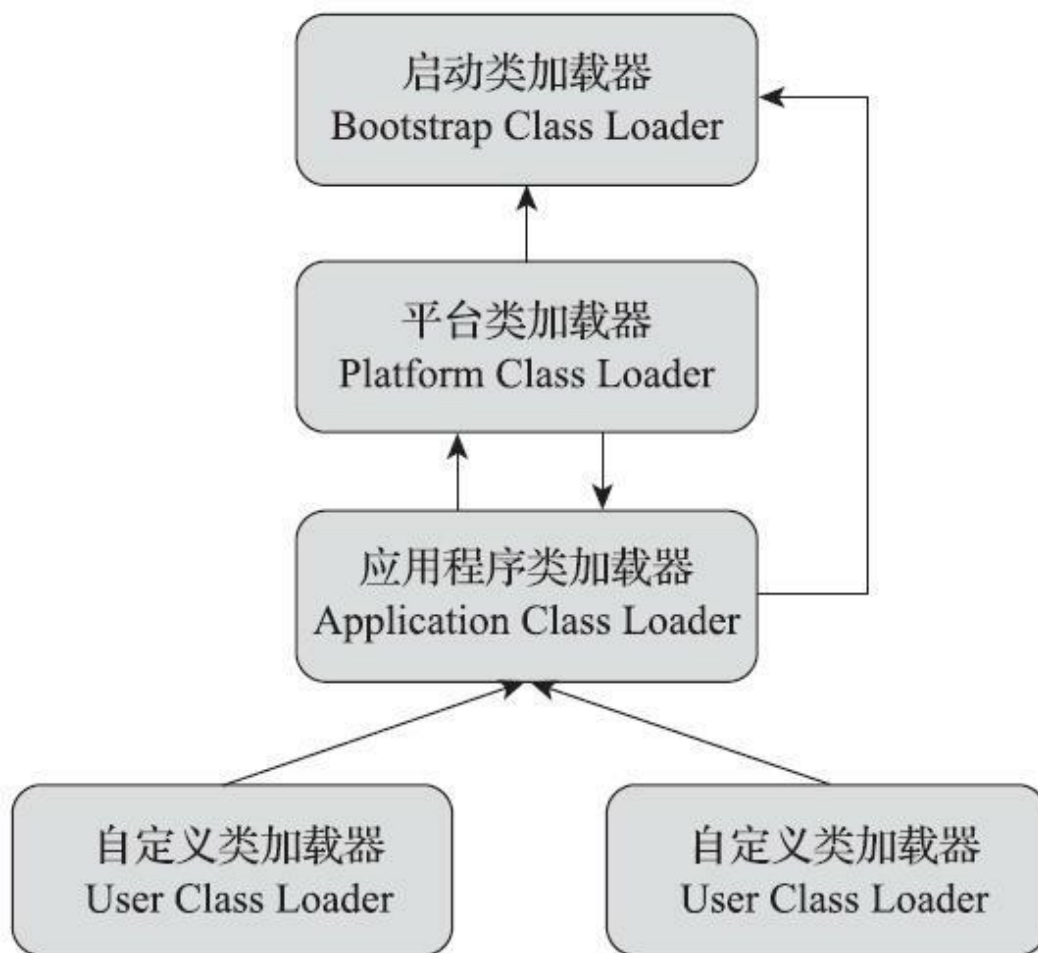 启动类加载器
Bootstrap Class Loader
平台类加载器
Platform Class Loader
应用程序类加载器
Application Class Loader
自定义类加载器
User Class Loader
自定义类加载器
User Class Loader